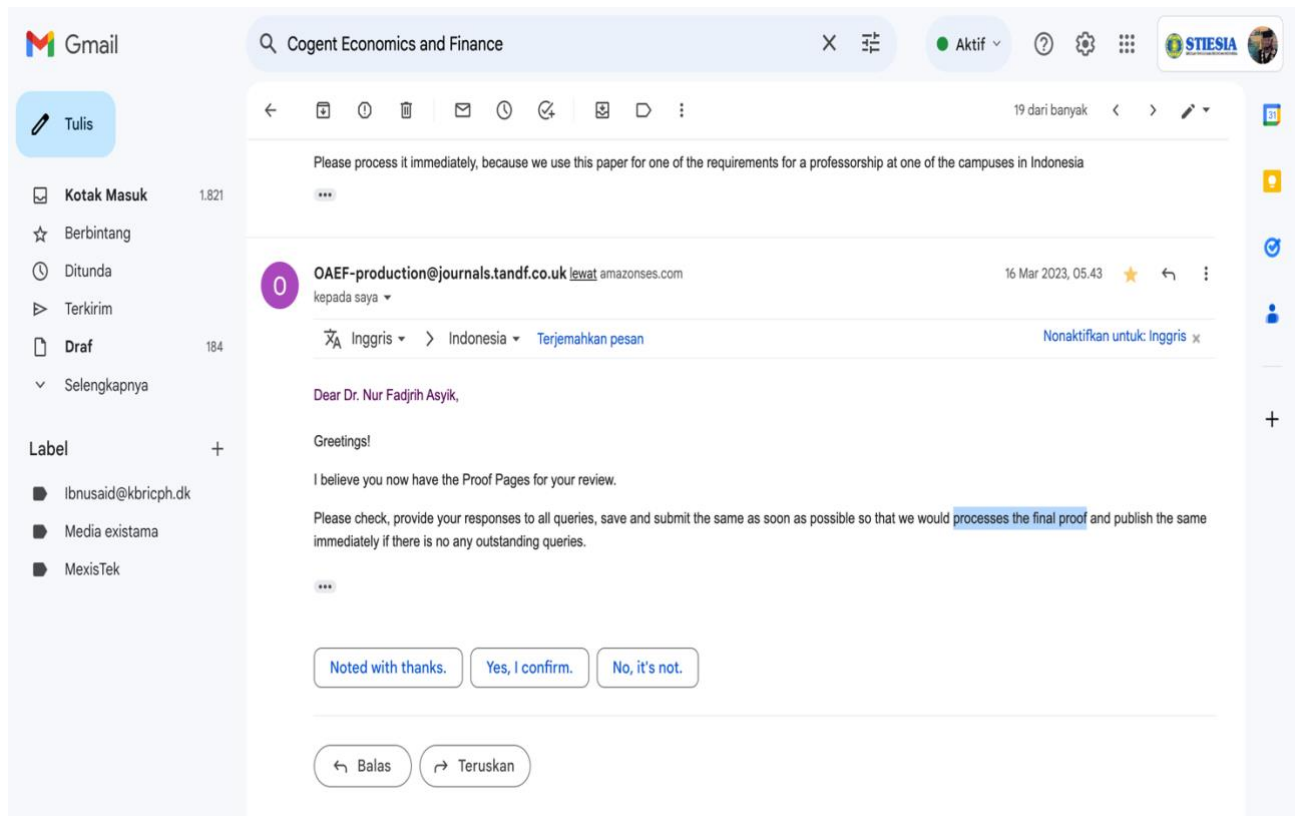 Gmail
Cogent Economics and Finance
Aktif
STIESIA
Tulis
19 dari banyak
31
Please process it immediately, because we use this paper for one of the requirements for a professorship at one of the campuses in Indonesia
Kotak Masuk 1.821
Berbintang
Ditunda
Terkirim
Draf 184
Selengkapnya
Label
Ibnusaid@kbricph.dk
Media existama
MexisTek
O
OAEF-production@journals.tandf.co.uk lewat amazonses.com 16 Mar 2023, 05.43
kepada saya
Inggris > Indonesia Terjemahkan pesan Nonaktifkan untuk: Inggris x
Dear Dr. Nur Fadjrih Asyik,
Greetings!
I believe you now have the Proof Pages for your review.
Please check, provide your responses to all queries, save and submit the same as soon as possible so that we would processes the final proof and publish the same
immediately if there is no any outstanding queries.
Noted with thanks. Yes, I confirm. No, it's not.
Balas Teruskan